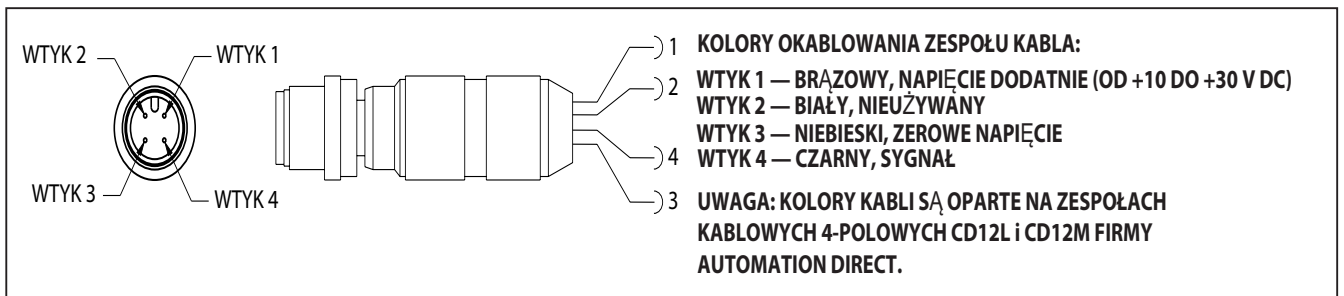 WTYK 2
WTYK 1
WTYK 3
WTYK 4
1
2
4
3
KOLORY OKABLOWANIA ZESPOŁU KABLA:
WTYK 1 — BRĄZOWY, NAPIĘCIE DODATNIE (OD +10 DO +30 V DC)
WTYK 2 — BIAŁY, NIEUŻYWANY
WTYK 3 — NIEBIESKI, ZEROWE NAPIĘCIE
WTYK 4 — CZARNY, SYGNAŁ
UWAGA: KOLORY KABLI SĄ OPARTE NA ZESPOŁACH
KABLOWYCH 4-POLOWYCH CD12L i CD12M FIRMY
AUTOMATION DIRECT.